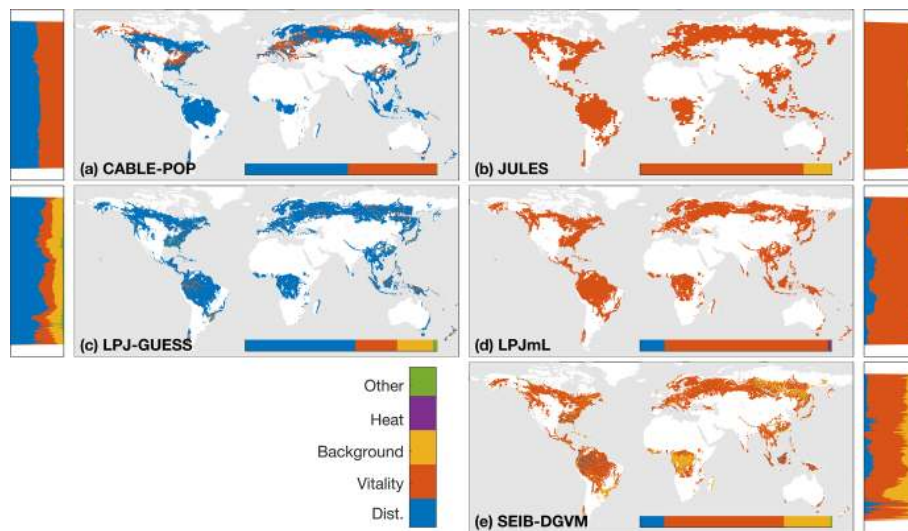 (a) CABLE-POP
(b) JULES
(c) LPJ-GUESS
(d) LPJmL
Other
Heat
Background
Vitality
Dist.
(e) SEIB-DGVM